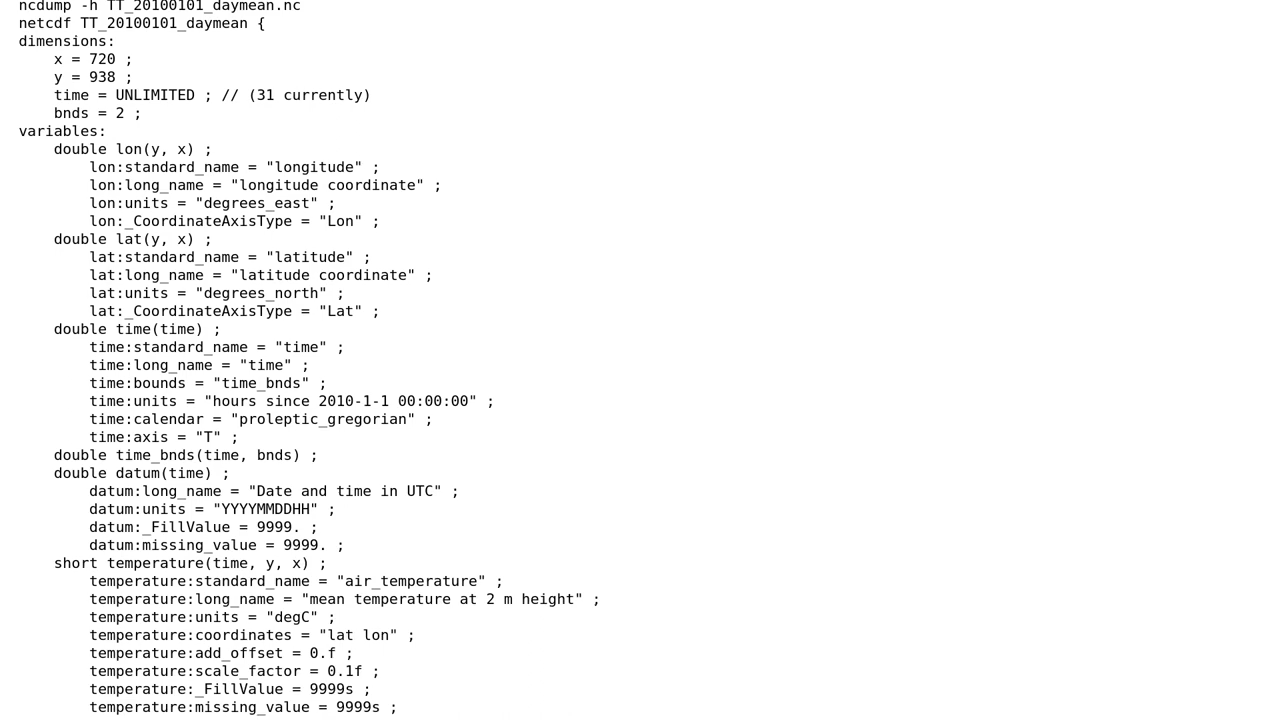 ncdump -h TT_20100101_daymean.nc
netcdf TT_20100101_daymean {
dimensions:
    x = 720 ;
    y = 938 ;
    time = UNLIMITED ; // (31 currently)
    bnds = 2 ;
variables:
    double lon(y, x) ;
        lon:standard_name = "longitude" ;
        lon:long_name = "longitude coordinate" ;
        lon:units = "degrees_east" ;
        lon:_CoordinateAxisType = "Lon" ;
    double lat(y, x) ;
        lat:standard_name = "latitude" ;
        lat:long_name = "latitude coordinate" ;
        lat:units = "degrees_north" ;
        lat:_CoordinateAxisType = "Lat" ;
    double time(time) ;
        time:standard_name = "time" ;
        time:long_name = "time" ;
        time:bounds = "time_bnds" ;
        time:units = "hours since 2010-1-1 00:00:00" ;
        time:calendar = "proleptic_gregorian" ;
        time:axis = "T" ;
    double time_bnds(time, bnds) ;
    double datum(time) ;
        datum:long_name = "Date and time in UTC" ;
        datum:units = "YYYYMMDDHH" ;
        datum:_FillValue = 9999. ;
        datum:missing_value = 9999. ;
    short temperature(time, y, x) ;
        temperature:standard_name = "air_temperature" ;
        temperature:long_name = "mean temperature at 2 m height" ;
        temperature:units = "degC" ;
        temperature:coordinates = "lat lon" ;
        temperature:add_offset = 0.f ;
        temperature:scale_factor = 0.1f ;
        temperature:_FillValue = 9999s ;
        temperature:missing_value = 9999s ;